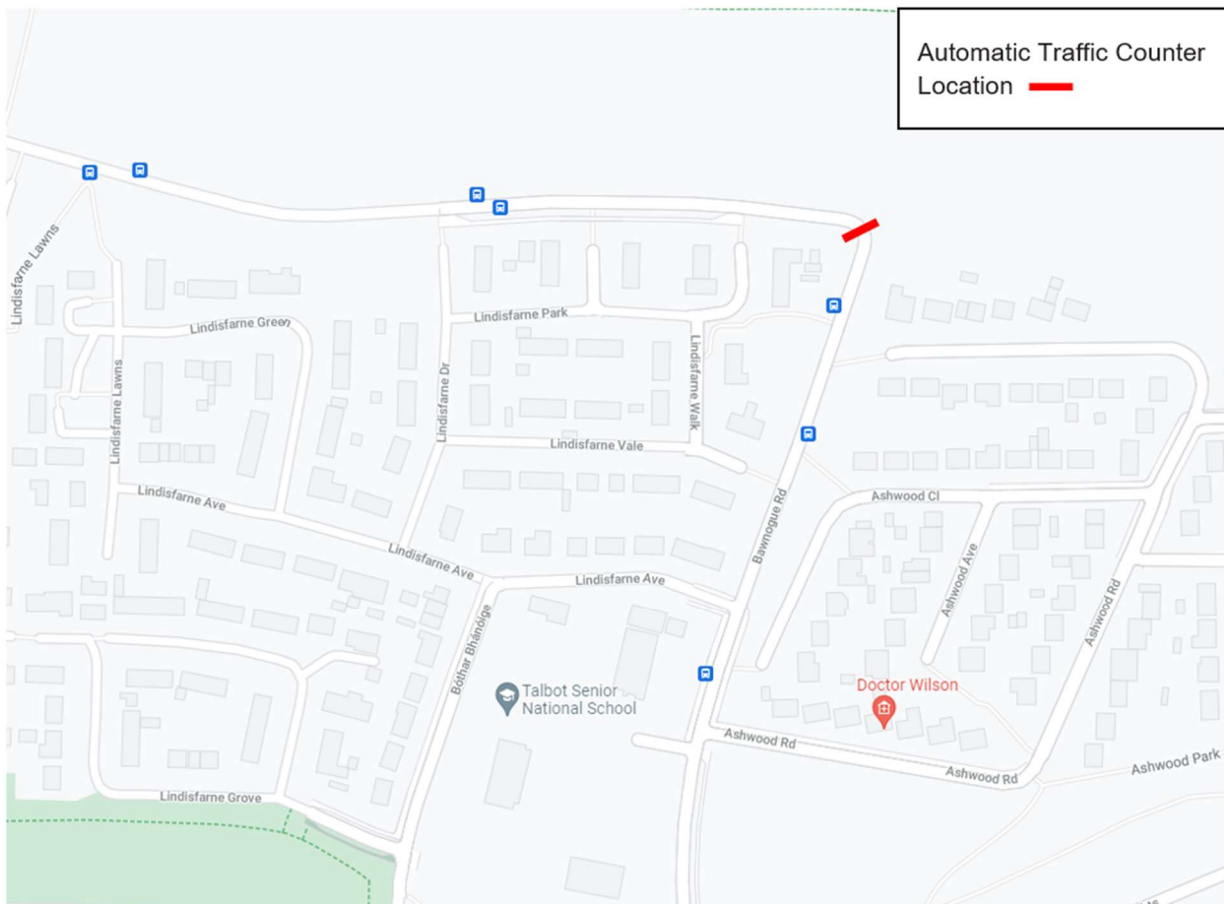 Automatic Traffic Counter
Location
Lindisfarne Lawns
Lindisfarne Green
Lindisfarne Park
Lindisfarne Dr
Lindisfarne Walk
Lindisfarne Lawns
Lindisfarne Vale
Lindisfarne Ave
Bawnogue Rd
Ashwood Cl
Lindisfarne Ave
Lindisfarne Ave
Ashwood Ave
Ashwood Rd
Bóthar Bhánóige
Talbot Senior
National School
Doctor Wilson
Ashwood Rd
Ashwood Rd
Ashwood Park
Lindisfarne Grove